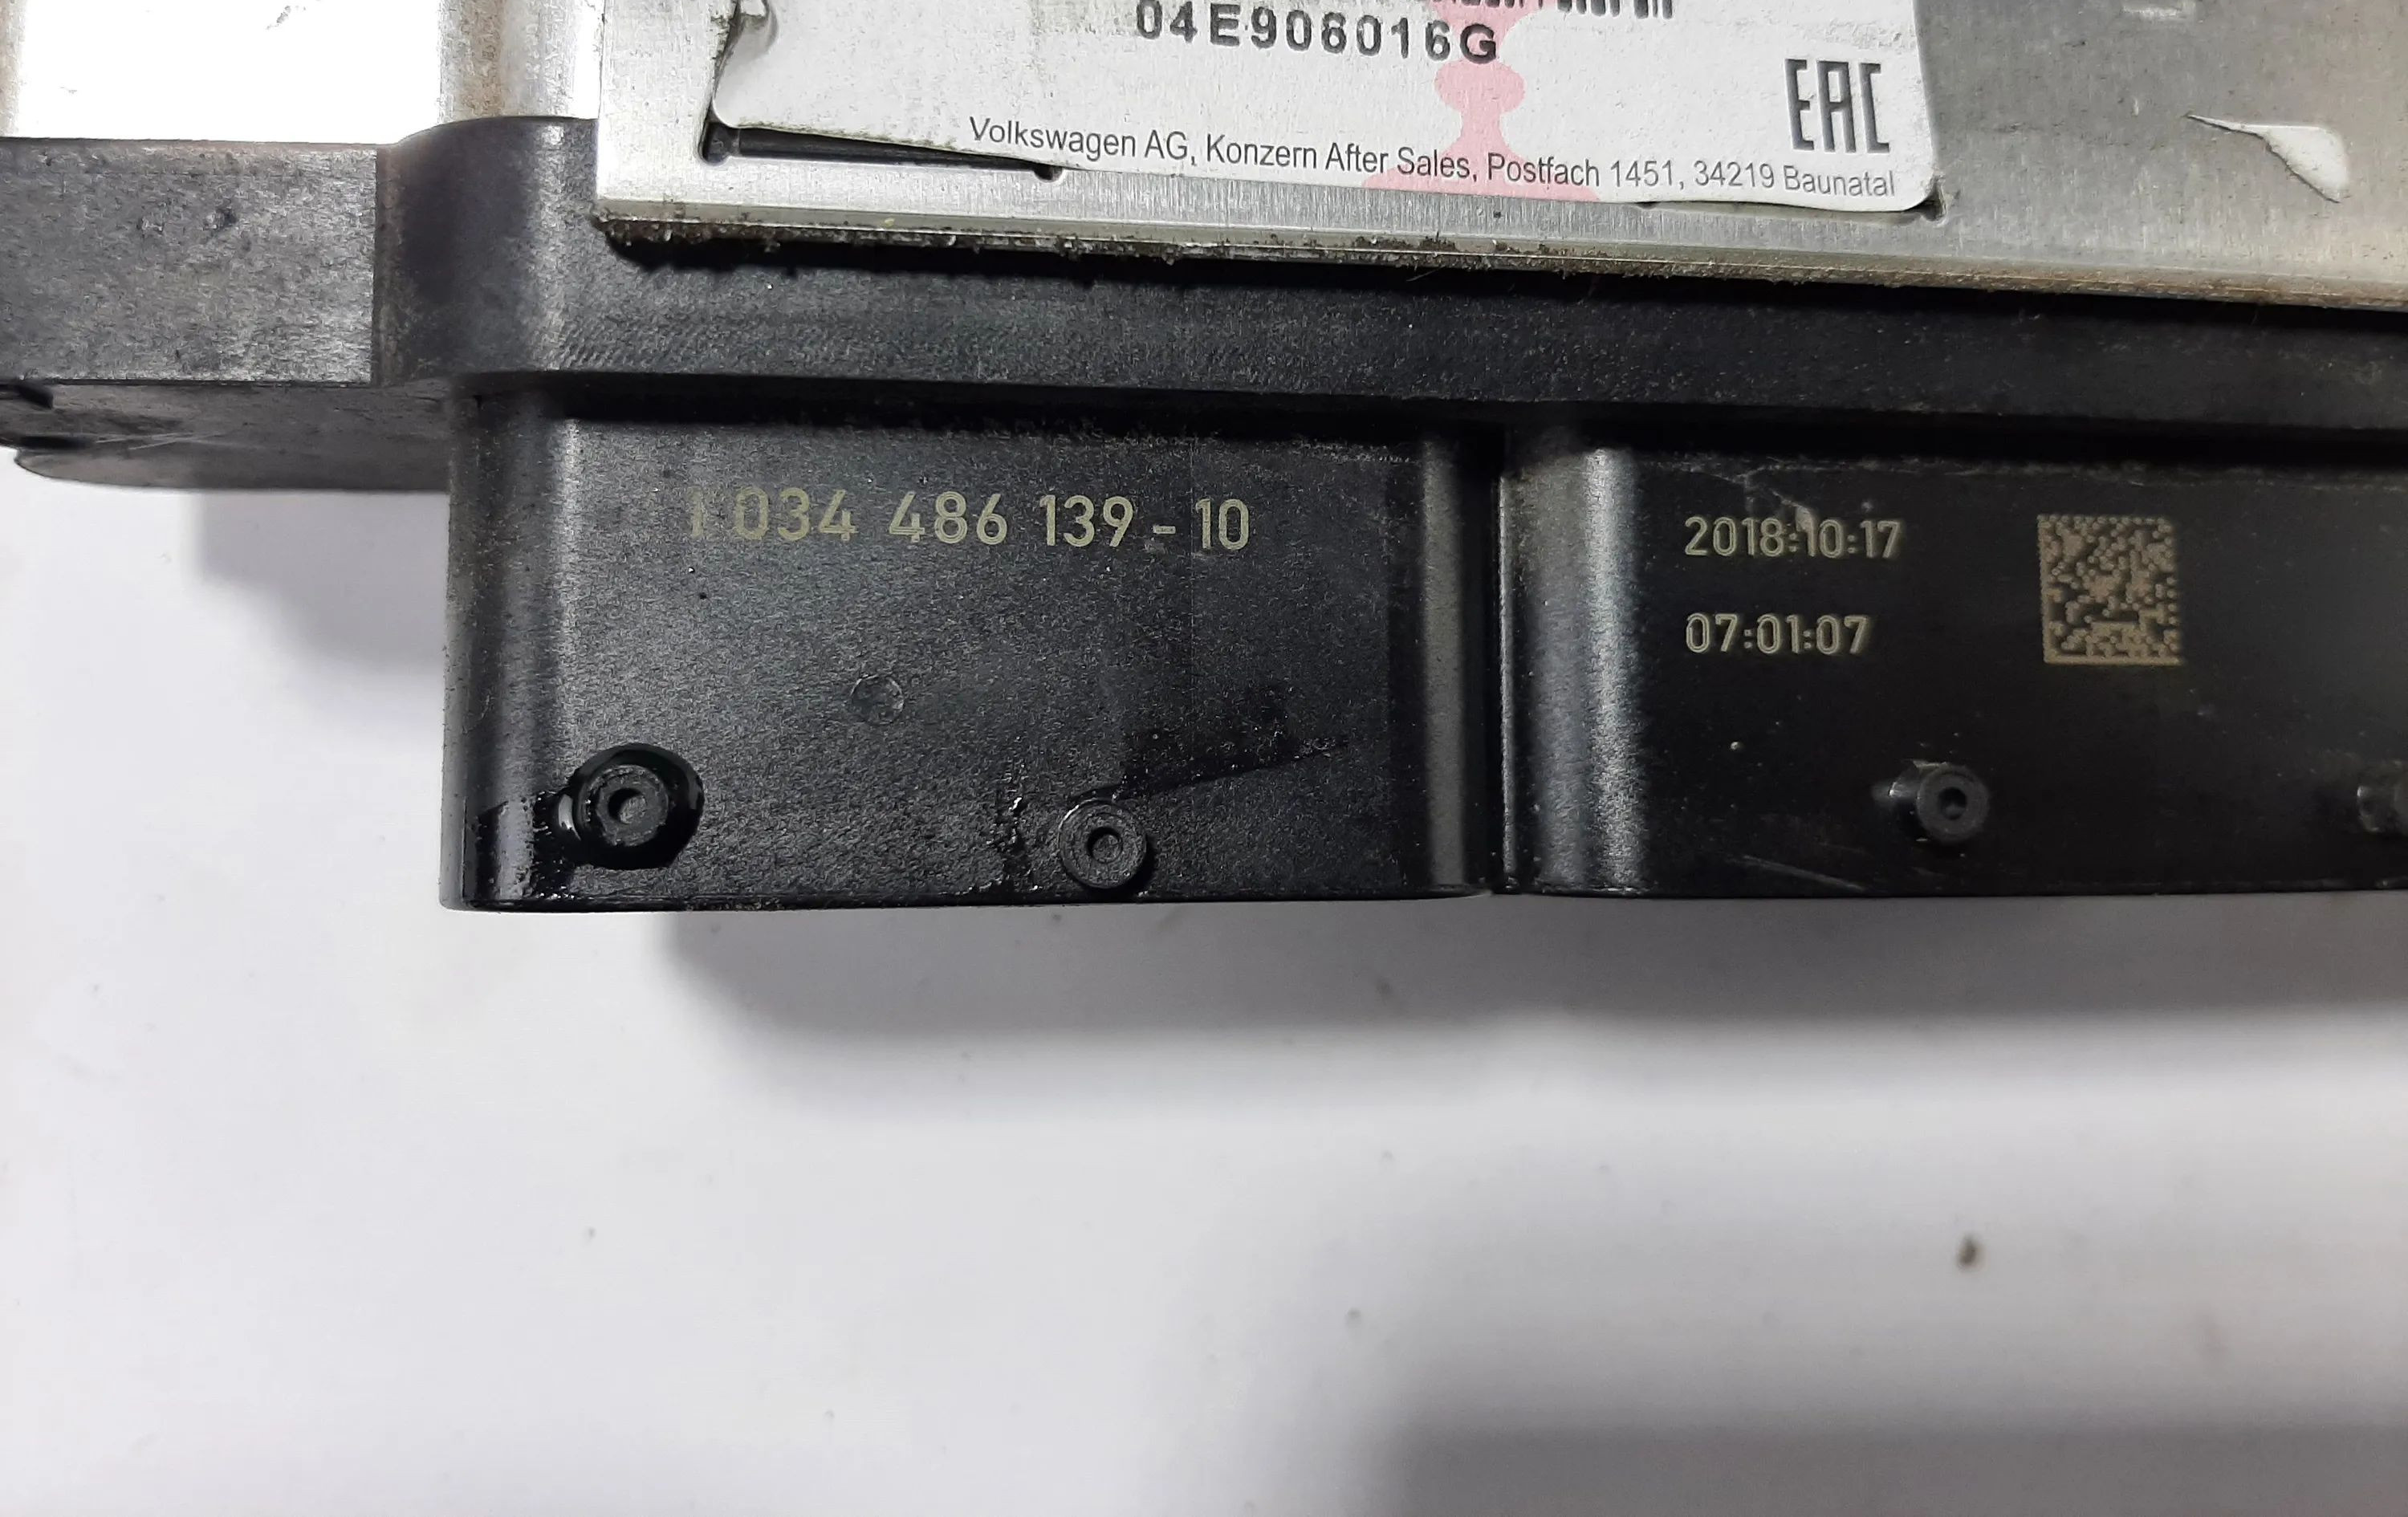 04E906016G
EAC
Volkswagen AG, Konzern After Sales, Postfach 1451, 34219 Baunatal
1 034 486 139 - 10
2018:10:17
07:01:07